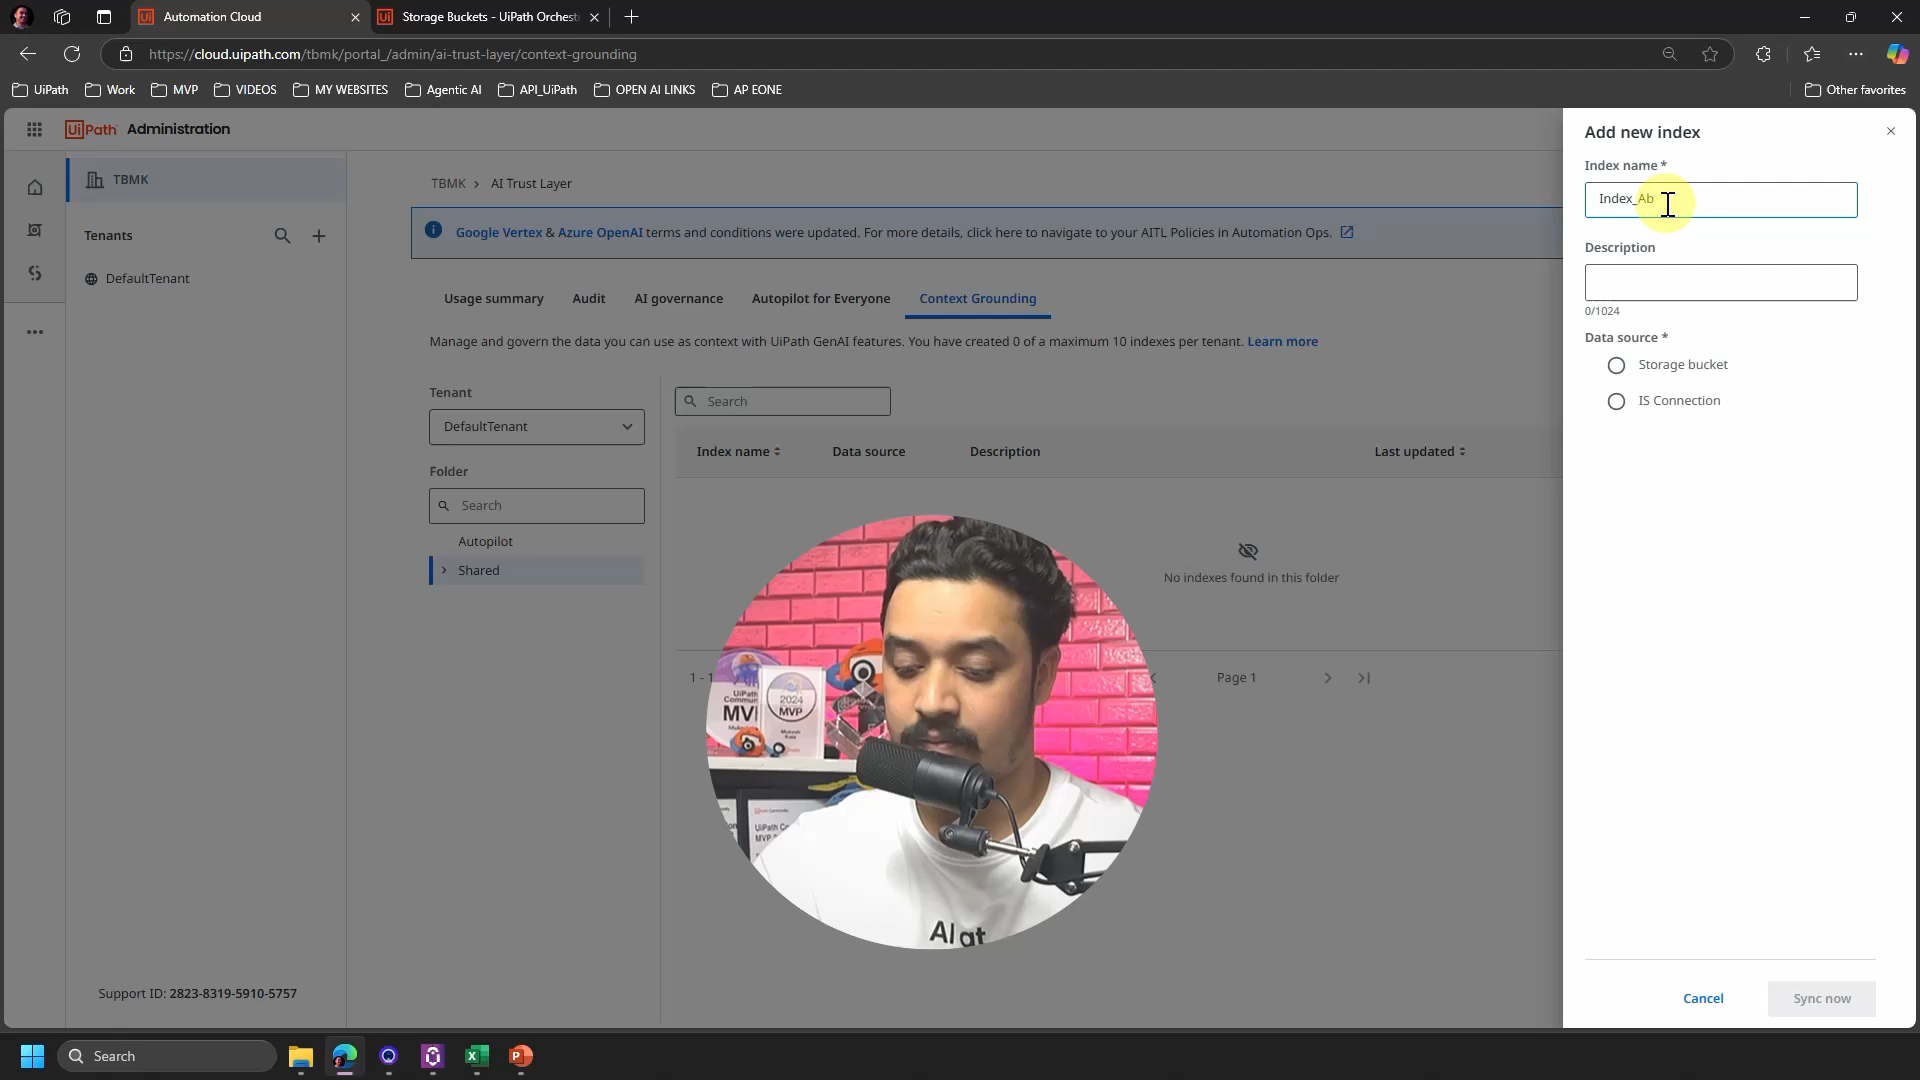 Automation Cloud
Storage Buckets - UiPath Orchest
https://cloud.uipath.com/tbmk/portal_/admin/ai-trust-layer/context-grounding
UiPath
Work
MVP
VIDEOS
MY WEBSITES
Agentic AI
API_UiPath
OPEN AI LINKS
AP EONE
Other favorites
UiPath Administration
TBMK
Tenants
DefaultTenant
Support ID: 2823-8319-5910-5757
TBMK > AI Trust Layer
Google Vertex & Azure OpenAI terms and conditions were updated. For more details, click here to navigate to your AITL Policies in Automation Ops.
Usage summary
Audit
AI governance
Autopilot for Everyone
Context Grounding
Manage and govern the data you can use as context with UiPath GenAI features. You have created 0 of a maximum 10 indexes per tenant. Learn more
Tenant
DefaultTenant
Folder
Search
Autopilot
Shared
Search
Index name
Data source
Description
Last updated
No indexes found in this folder
1 - 1
Page 1
UiPath
MVP
2024
MVP
AI at
Add new index
Index name *
Index_Ab
Description
0/1024
Data source *
Storage bucket
IS Connection
Cancel
Sync now
Search